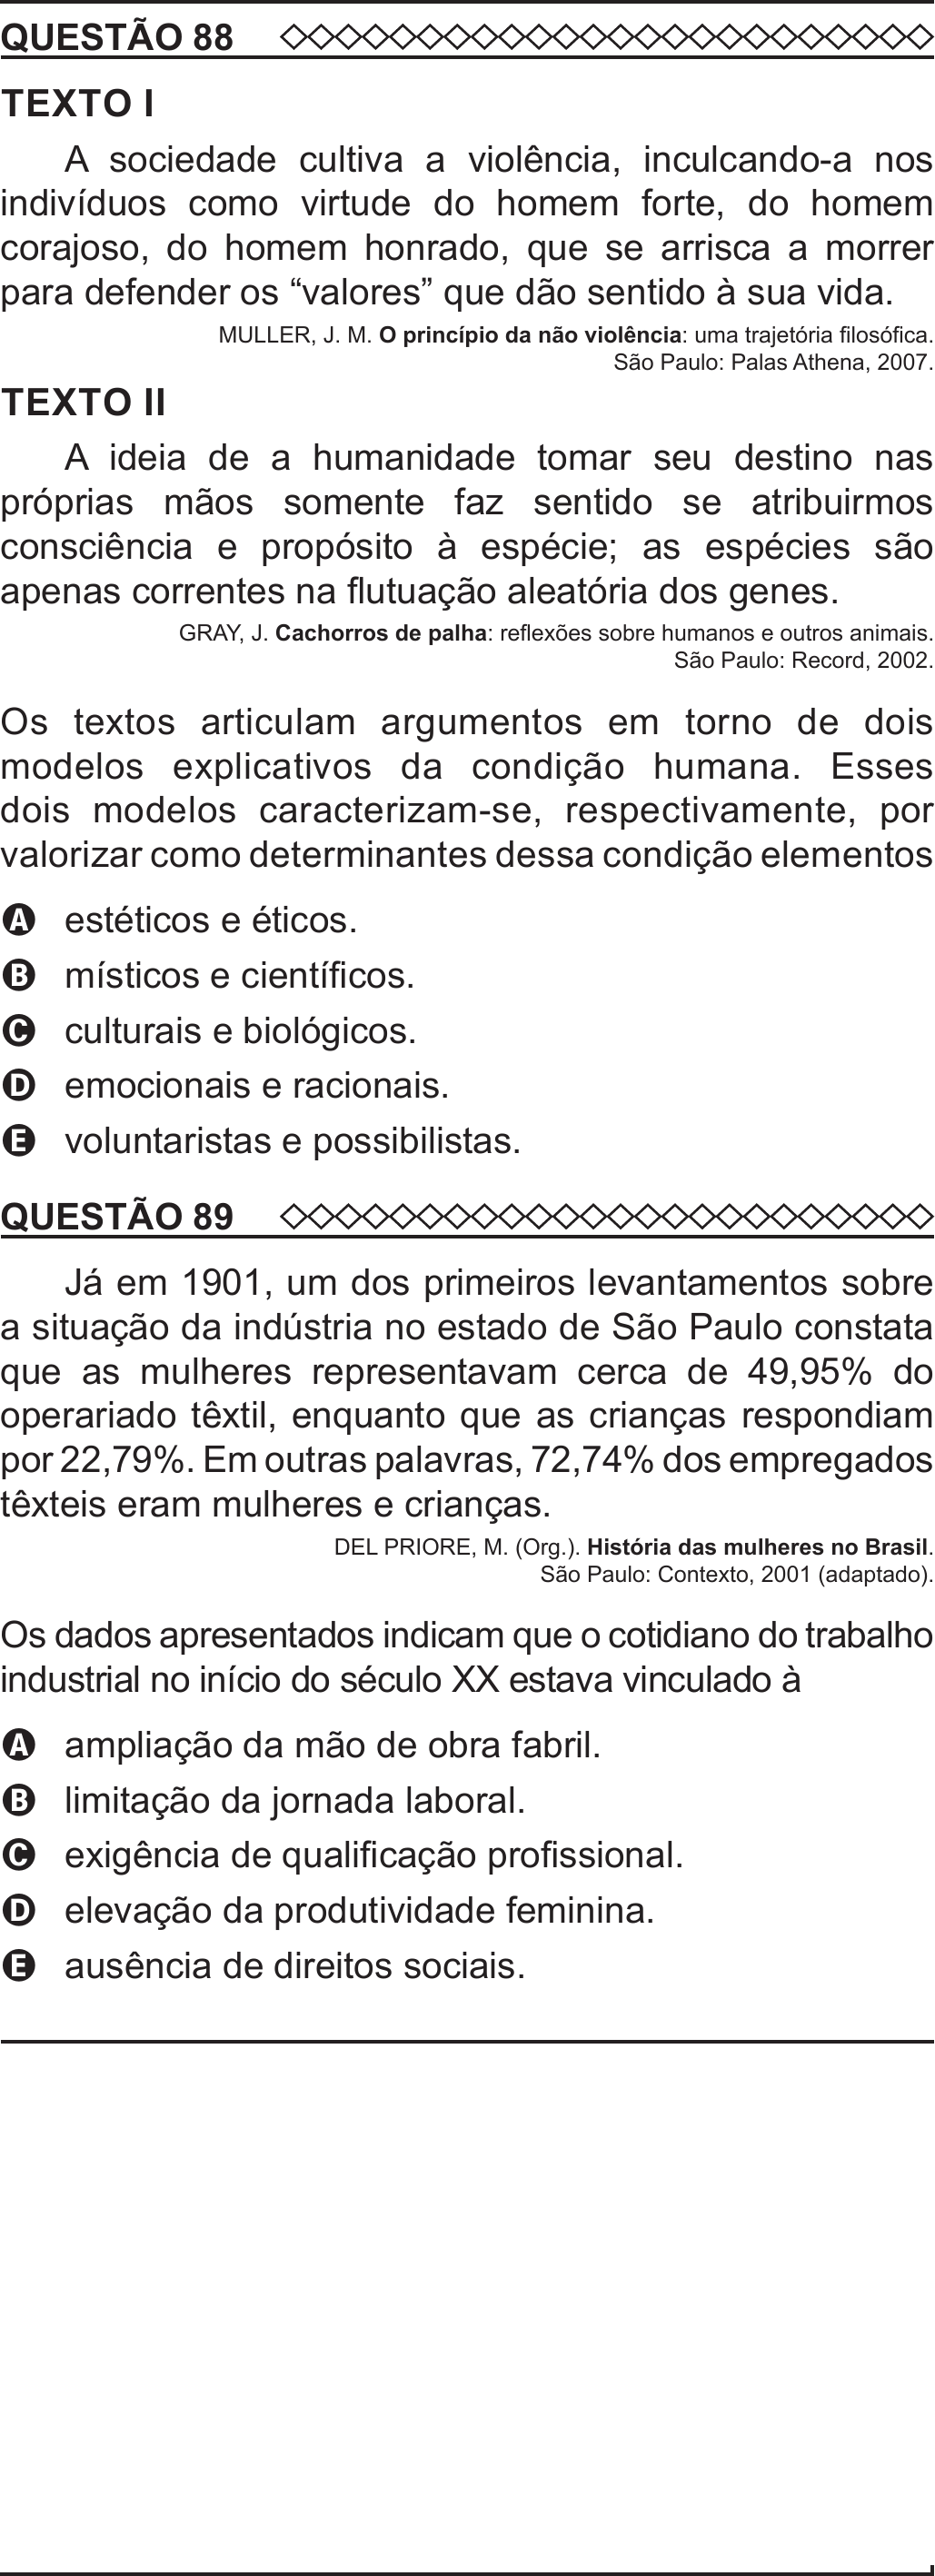 QUESTÃO 88
TEXTO I
A sociedade cultiva a violência, inculcando-a nos
indivíduos como virtude do homem forte, do homem
corajoso, do homem honrado, que se arrisca a morrer
para defender os “valores” que dão sentido à sua vida.
MULLER, J. M. O princípio da não violência: uma trajetória filosófica.
São Paulo: Palas Athena, 2007.
TEXTO II
A ideia de a humanidade tomar seu destino nas
próprias mãos somente faz sentido se atribuirmos
consciência e propósito à espécie; as espécies são
apenas correntes na flutuação aleatória dos genes.
GRAY, J. Cachorros de palha: reflexões sobre humanos e outros animais.
São Paulo: Record, 2002.
Os textos articulam argumentos em torno de dois
modelos explicativos da condição humana. Esses
dois modelos caracterizam-se, respectivamente, por
valorizar como determinantes dessa condição elementos
A estéticos e éticos.
B místicos e científicos.
C culturais e biológicos.
D emocionais e racionais.
E voluntaristas e possibilistas.
QUESTÃO 89
Já em 1901, um dos primeiros levantamentos sobre
a situação da indústria no estado de São Paulo constata
que as mulheres representavam cerca de 49,95% do
operariado têxtil, enquanto que as crianças respondiam
por 22,79%. Em outras palavras, 72,74% dos empregados
têxteis eram mulheres e crianças.
DEL PRIORE, M. (Org.). História das mulheres no Brasil.
São Paulo: Contexto, 2001 (adaptado).
Os dados apresentados indicam que o cotidiano do trabalho
industrial no início do século XX estava vinculado à
A ampliação da mão de obra fabril.
B limitação da jornada laboral.
C exigência de qualificação profissional.
D elevação da produtividade feminina.
E ausência de direitos sociais.